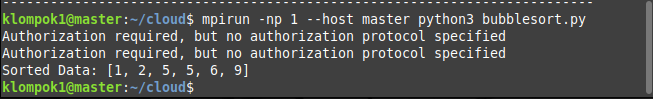 klompok1@master:~/cloud$ mpirun -np 1 --host master python3 bubblesort.py
Authorization required, but no authorization protocol specified
Authorization required, but no authorization protocol specified
Sorted Data: [1, 2, 5, 5, 6, 9]
klompok1@master:~/cloud$